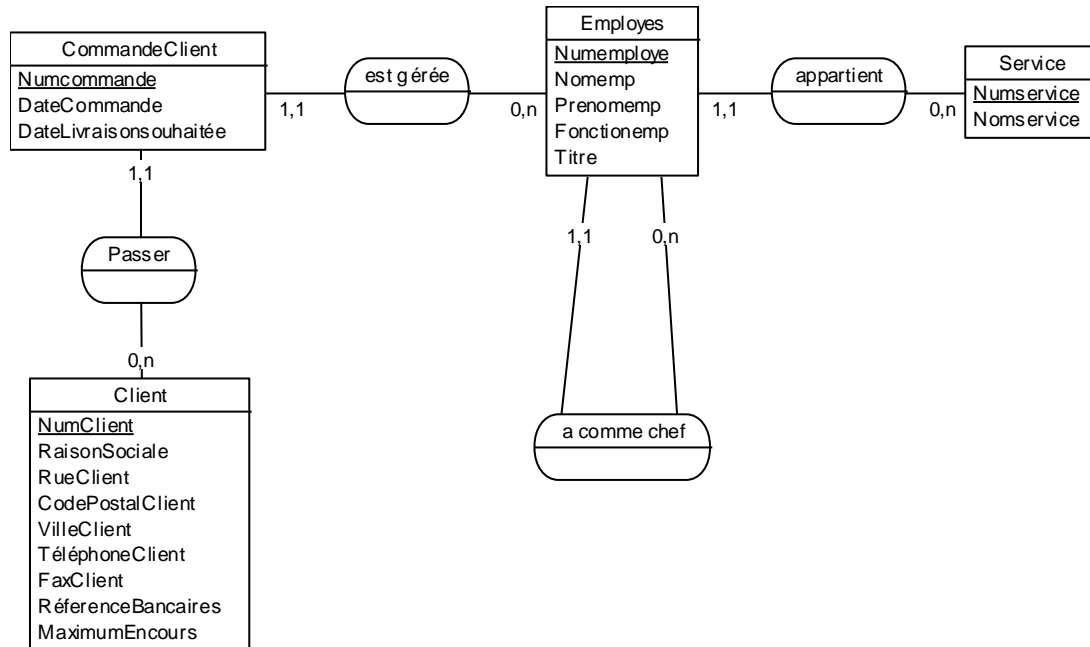 CommandeClient
Numcommande
DateCommande
DateLivraisonsouhaitée
1,1
est gérée
0,n
Employes
Numemploye
Nomemp
Prenomemp
Fonctionemp
Titre
1,1
appartient
0,n
Service
Numservice
Nomservice
1,1
Passer
0,n
1,1
0,n
a comme chef
Client
NumClient
RaisonSociale
RueClient
CodePostalClient
VilleClient
TéléphoneClient
FaxClient
RéferenceBancaires
MaximumEncours